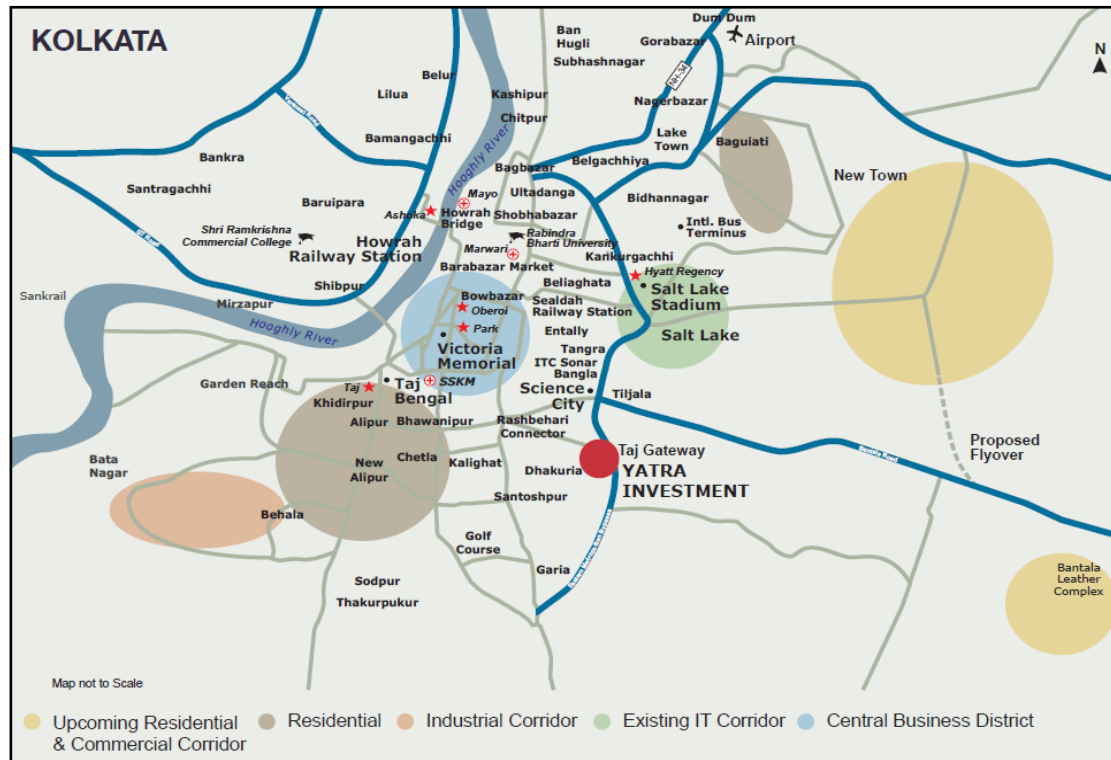 KOLKATA
Dum Dum
Airport
N
Ban
Hugli
Gorabazar
Subhashnagar
NH-34
Belur
Lilua
Kashipur
Nagerbazar
Chitpur
Bamangachhi
Lake
Town
Baguiati
Bankra
Hooghly River
Bagbazar
Belgachhiya
New Town
Santragachhi
Mayo
Ultadanga
Bidhannagar
Baruipara
Ashoka
Howrah
Bridge
Shobhabazar
Intl. Bus
Terminus
Shri Ramkrishna
Commercial College
Rabindra
Bharti University
Howrah
Railway Station
Marwari
Kankurgachhi
Barabazar Market
Hyatt Regency
Shibpur
Beliaghata
Salt Lake
Stadium
Sankrail
Mirzapur
Bowbazar
Sealdah
Railway Station
Oberoi
Hooghly River
Park
Entally
Salt Lake
Victoria
Memorial
Tangra
ITC Sonar
Bangla
Garden Reach
Taj
Taj
Bengal
SSKM
Science
City
Tiljala
Khidirpur
Alipur
Bhawanipur
Rashbehari
Connector
Proposed
Flyover
Bata
Nagar
New
Alipur
Chetla
Kalighat
Dhakuria
Taj Gateway
YATRA
INVESTMENT
Santoshpur
Behala
Golf
Course
Garia
Bantala
Leather
Complex
Sodpur
Thakurpukur
Map not to Scale
Upcoming Residential
& Commercial Corridor
Residential
Industrial Corridor
Existing IT Corridor
Central Business District